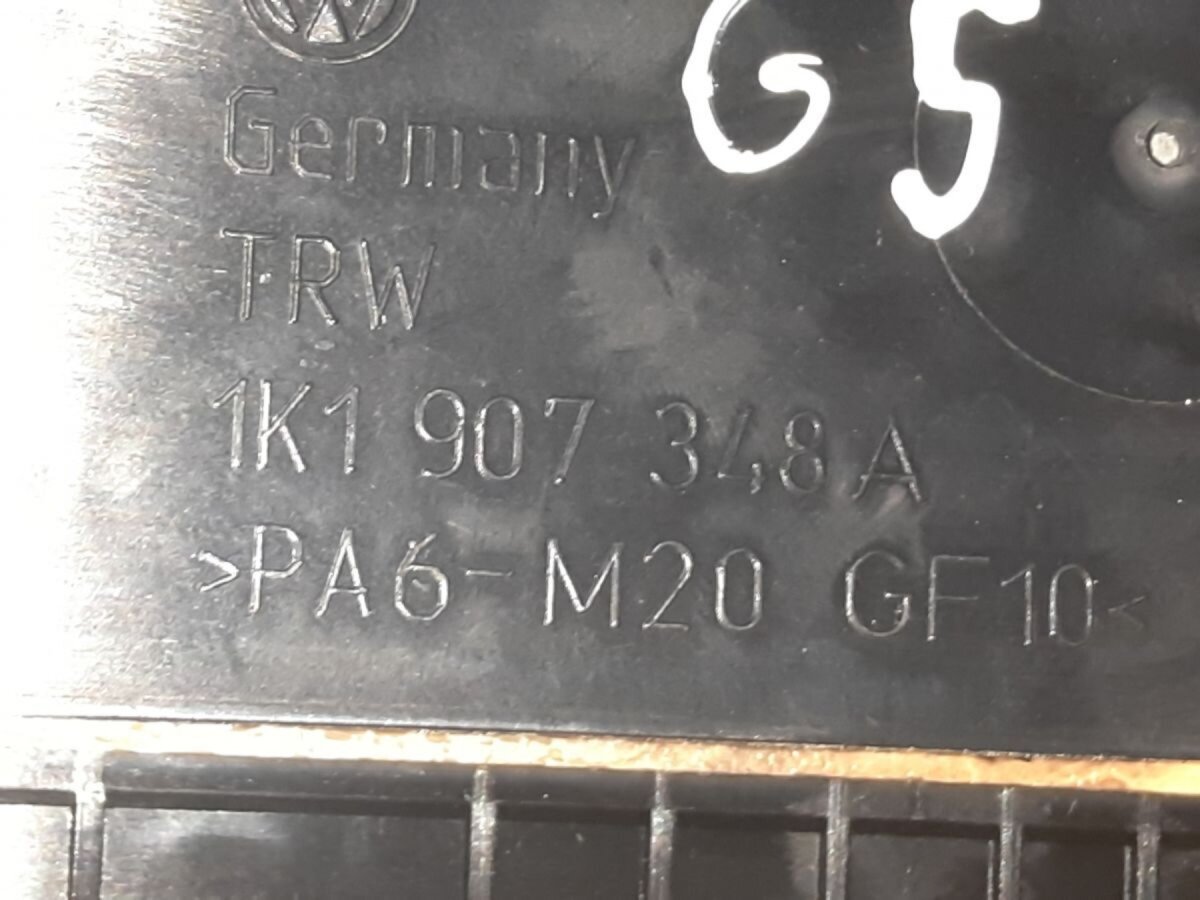 G5
Germany
TRW
1K1 907 348 A
>PA6-M20 GF10<